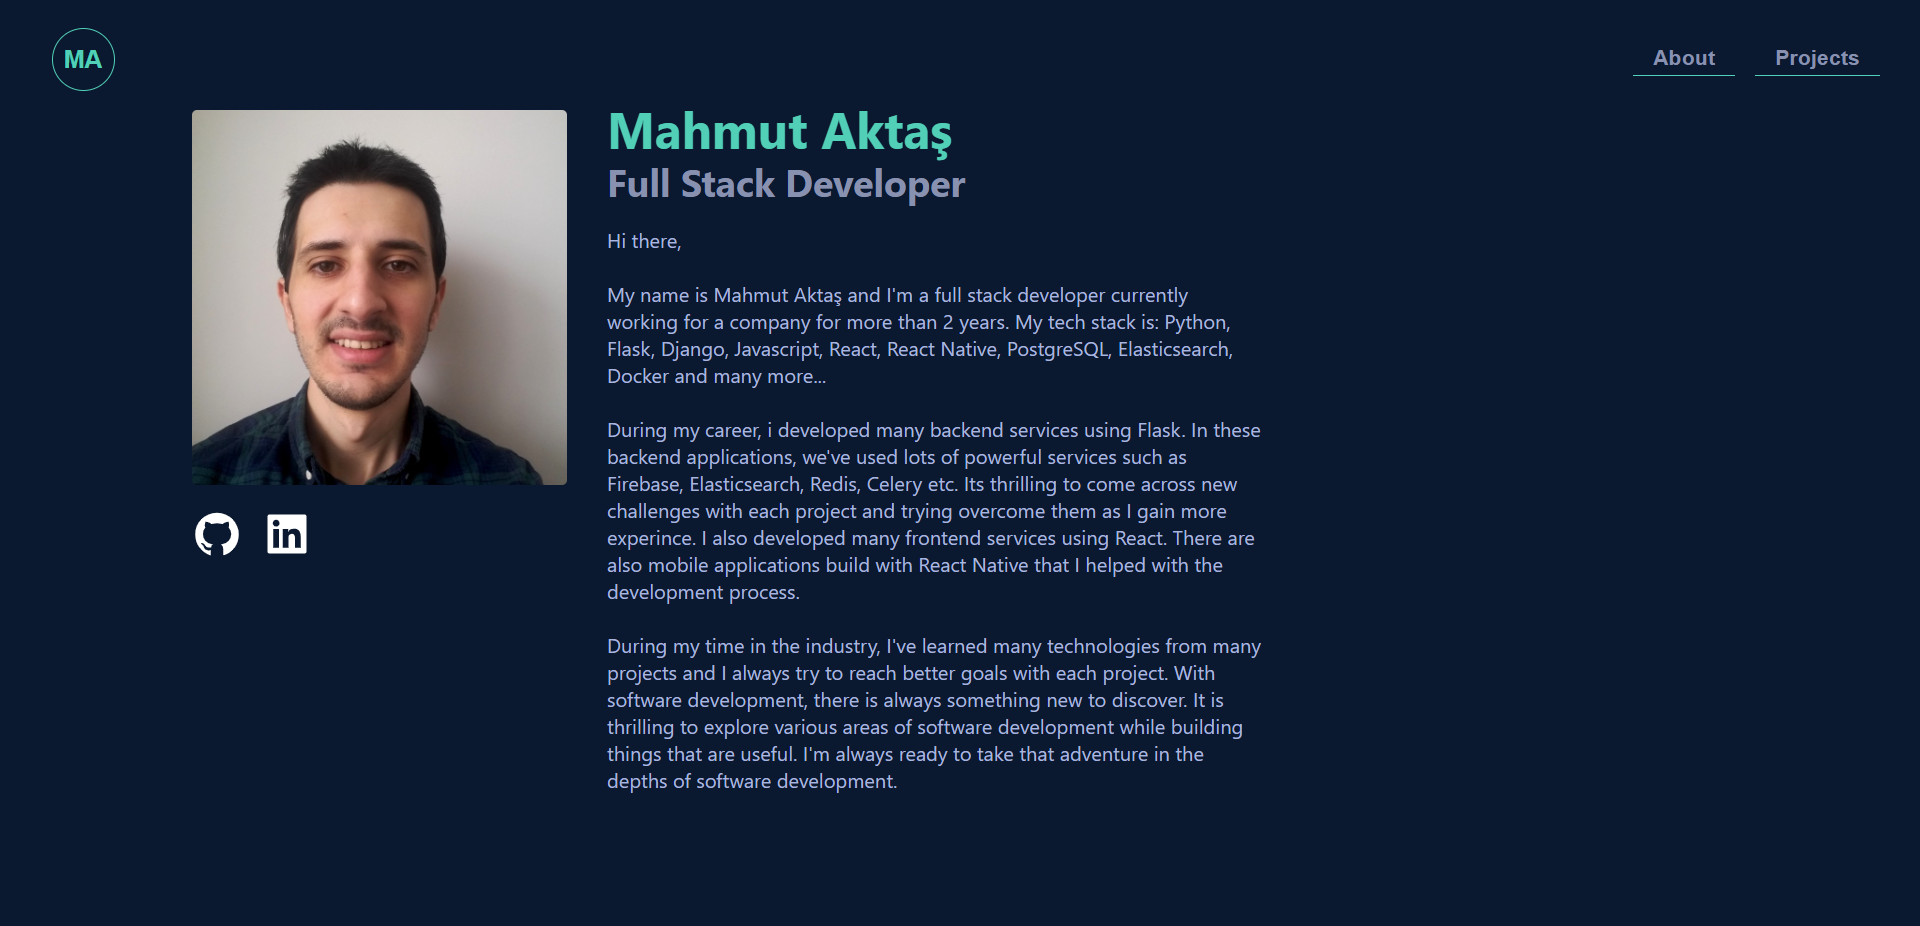 MA
About
Projects
Mahmut Aktaş
Full Stack Developer
Hi there,
My name is Mahmut Aktaş and I'm a full stack developer currently
working for a company for more than 2 years. My tech stack is: Python,
Flask, Django, Javascript, React, React Native, PostgreSQL, Elasticsearch,
Docker and many more...
During my career, i developed many backend services using Flask. In these
backend applications, we've used lots of powerful services such as
Firebase, Elasticsearch, Redis, Celery etc. Its thrilling to come across new
challenges with each project and trying overcome them as I gain more
experince. I also developed many frontend services using React. There are
also mobile applications build with React Native that I helped with the
development process.
During my time in the industry, I've learned many technologies from many
projects and I always try to reach better goals with each project. With
software development, there is always something new to discover. It is
thrilling to explore various areas of software development while building
things that are useful. I'm always ready to take that adventure in the
depths of software development.
in